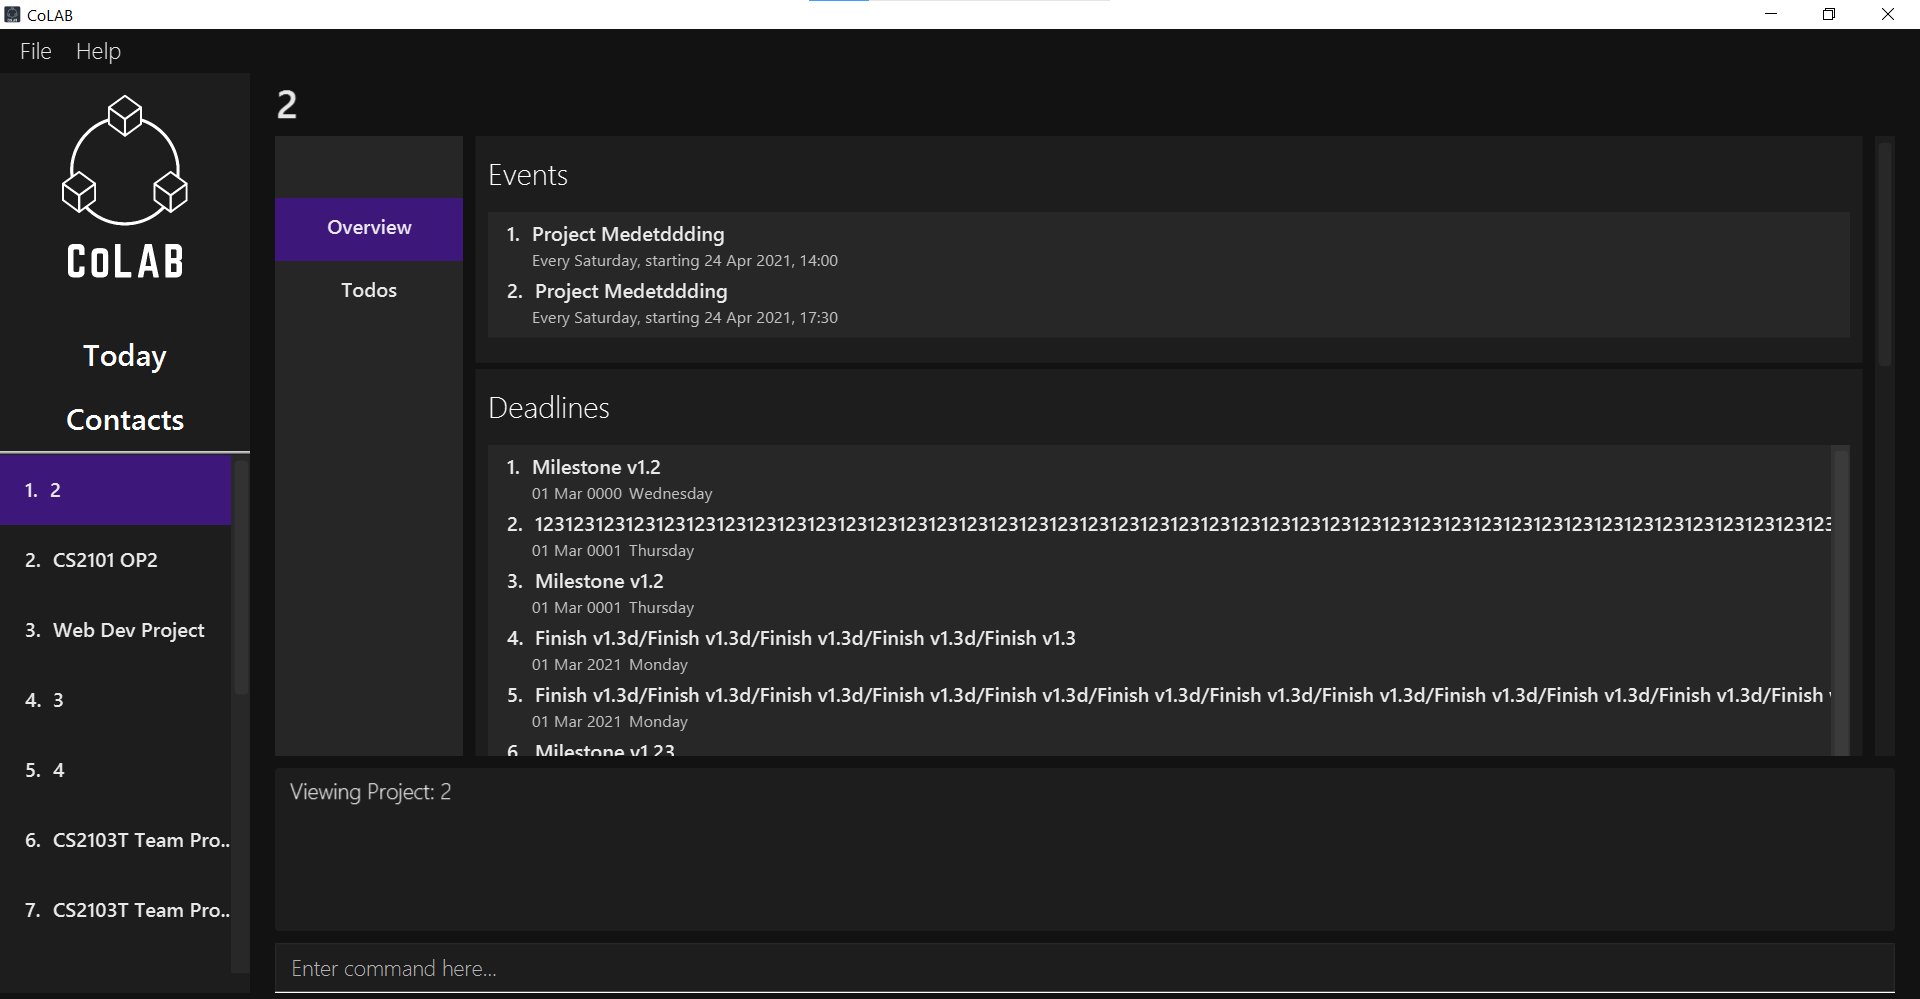 CoLAB
File Help
CoLAB
Today
Contacts
1. 2
2. CS2101 OP2
3. Web Dev Project
4. 3
5. 4
6. CS2103T Team Pro..
7. CS2103T Team Pro..
2
Overview
Todos
Events
1. Project Medetddding
Every Saturday, starting 24 Apr 2021, 14:00
2. Project Medetddding
Every Saturday, starting 24 Apr 2021, 17:30
Deadlines
1. Milestone v1.2
01 Mar 0000 Wednesday
2. 123123123123123123123123123123123123123123123123123123123123123123123123123123123123123123123123123123123123123123123123123123123123
01 Mar 0001 Thursday
3. Milestone v1.2
01 Mar 0001 Thursday
4. Finish v1.3d/Finish v1.3d/Finish v1.3d/Finish v1.3d/Finish v1.3
01 Mar 2021 Monday
5. Finish v1.3d/Finish v1.3d/Finish v1.3d/Finish v1.3d/Finish v1.3d/Finish v1.3d/Finish v1.3d/Finish v1.3d/Finish v1.3d/Finish v1.3d/Finish
01 Mar 2021 Monday
6. Milestone v1.23
Viewing Project: 2
Enter command here...